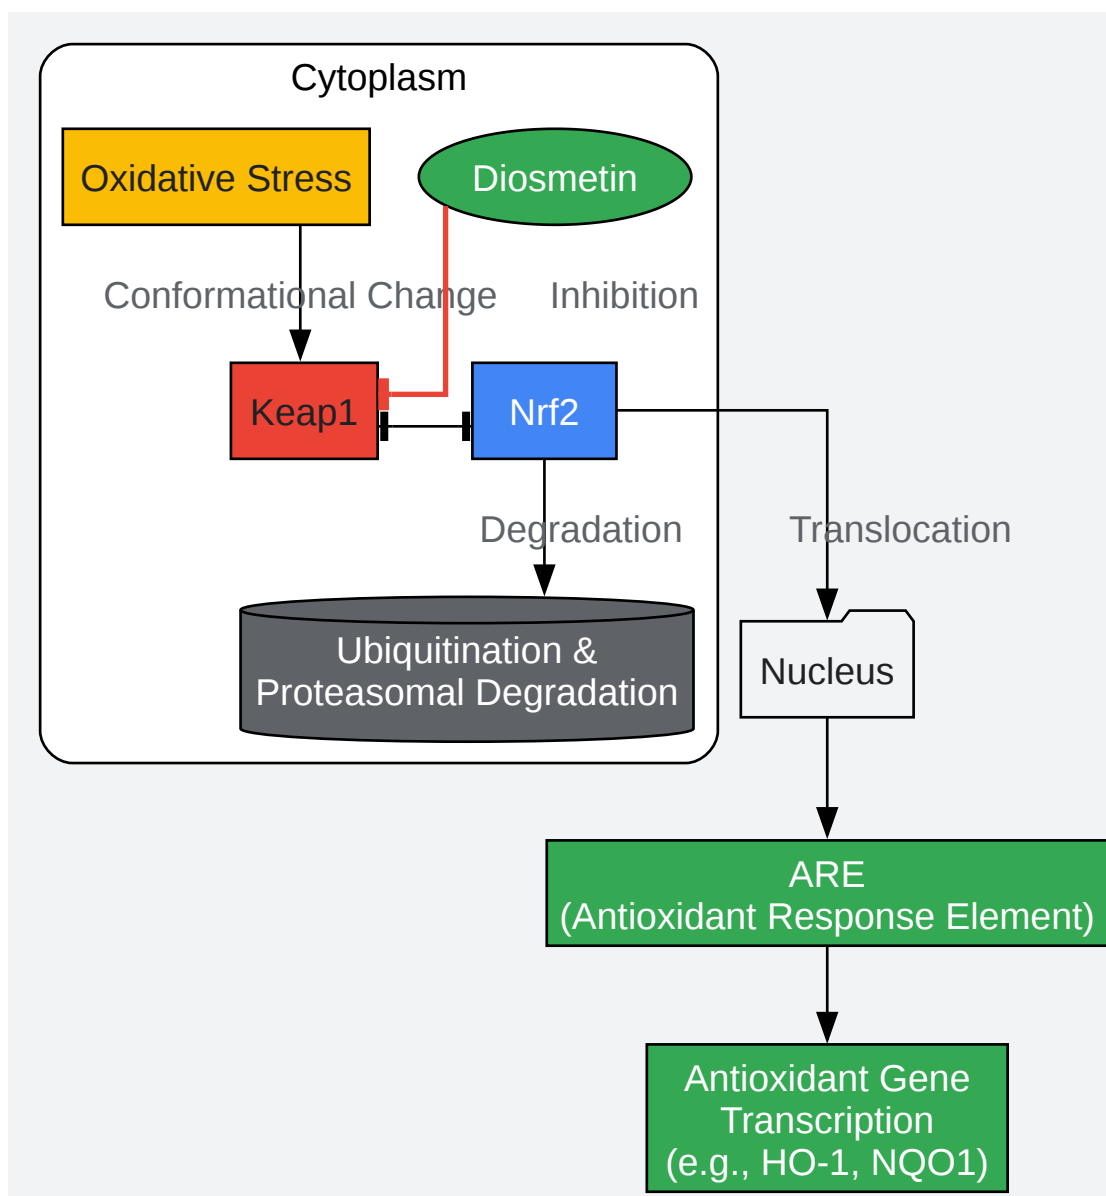 Cytoplasm
Oxidative Stress
Diosmetin
Conformational Change
Inhibition
Keap1
Nrf2
Degradation
Translocation
Ubiquitination &
Proteasomal Degradation
Nucleus
ARE
(Antioxidant Response Element)
Antioxidant Gene
Transcription
(e.g., HO-1, NQO1)